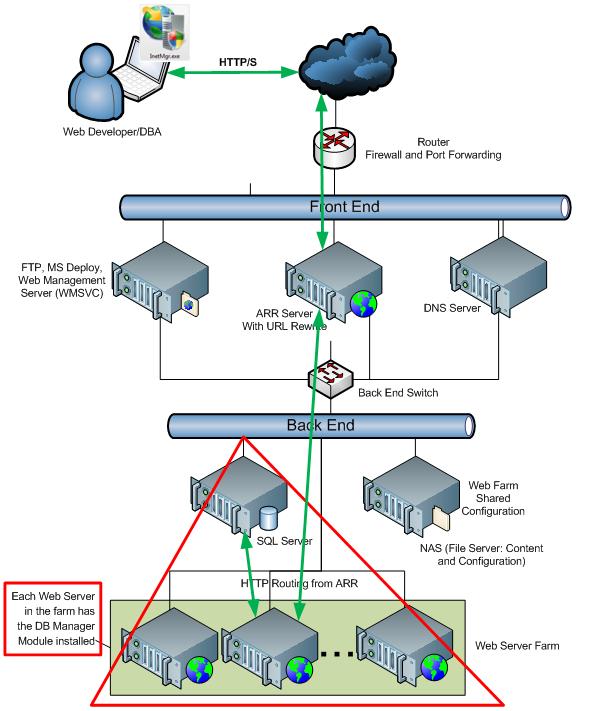 InetMgr.exe
HTTP/S
Web Developer/DBA
Router
Firewall and Port Forwarding
Front End
FTP, MS Deploy,
Web Management
Server (WMSVC)
ARR Server
With URL Rewrite
DNS Server
Back End Switch
Back End
SQL Server
Web Farm
Shared
Configuration
NAS (File Server: Content
and Configuration)
HTTP Routing from ARR
Each Web Server
in the farm has
the DB Manager
Module installed
Web Server Farm